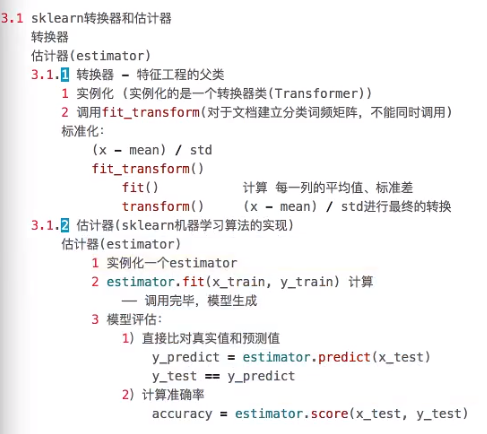 3.1 sklearn转换器和估计器
转换器
估计器(estimator)
3.1.1 转换器 - 特征工程的父类
1 实例化 (实例化的是一个转换器类(Transformer))
2 调用fit_transform(对于文档建立分类词频矩阵，不能同时调用)
标准化：
(x - mean) / std
fit_transform()
fit() 计算 每一列的平均值、标准差
transform() (x - mean) / std进行最终的转换
3.1.2 估计器(sklearn机器学习算法的实现)
估计器(estimator)
1 实例化一个estimator
2 estimator.fit(x_train, y_train) 计算
—— 调用完毕，模型生成
3 模型评估：
1）直接比对真实值和预测值
y_predict = estimator.predict(x_test)
y_test == y_predict
2）计算准确率
accuracy = estimator.score(x_test, y_test)